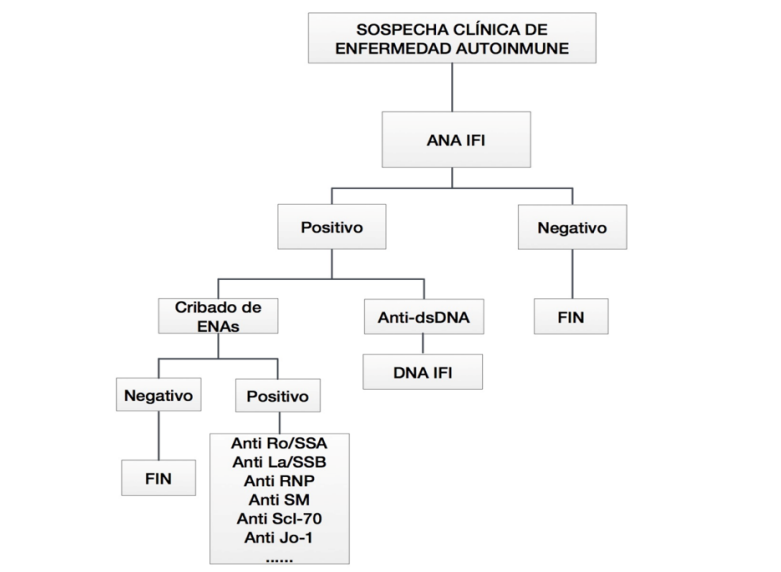 SOSPECHA CLÍNICA DE
ENFERMEDAD AUTOINMUNE
ANA IFI
Positivo
Negativo
Cribado de
ENAs
Anti-dsDNA
FIN
DNA IFI
Negativo
Positivo
FIN
Anti Ro/SSA
Anti La/SSB
Anti RNP
Anti SM
Anti Scl-70
Anti Jo-1
......